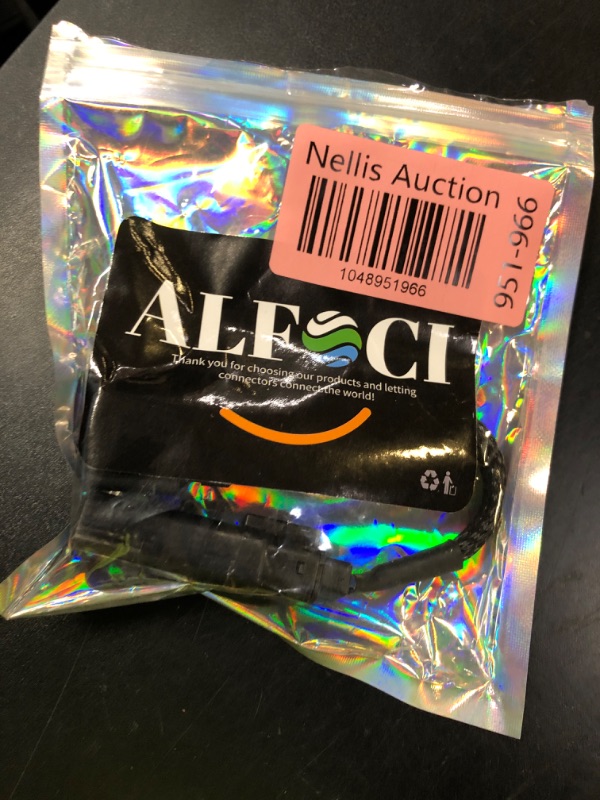 Nellis Auction
1048951966
951-966
ALFOCI
Thank you for choosing our products and letting
connectors connect the world!